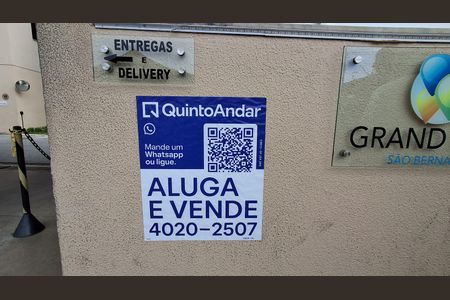 ENTREGAS
E
DELIVERY
QuintoAndar
Mande um
Whatsapp
ou ligue.
ALUGA
E VENDE
4020-2507
GRAND
SÃO BERNA